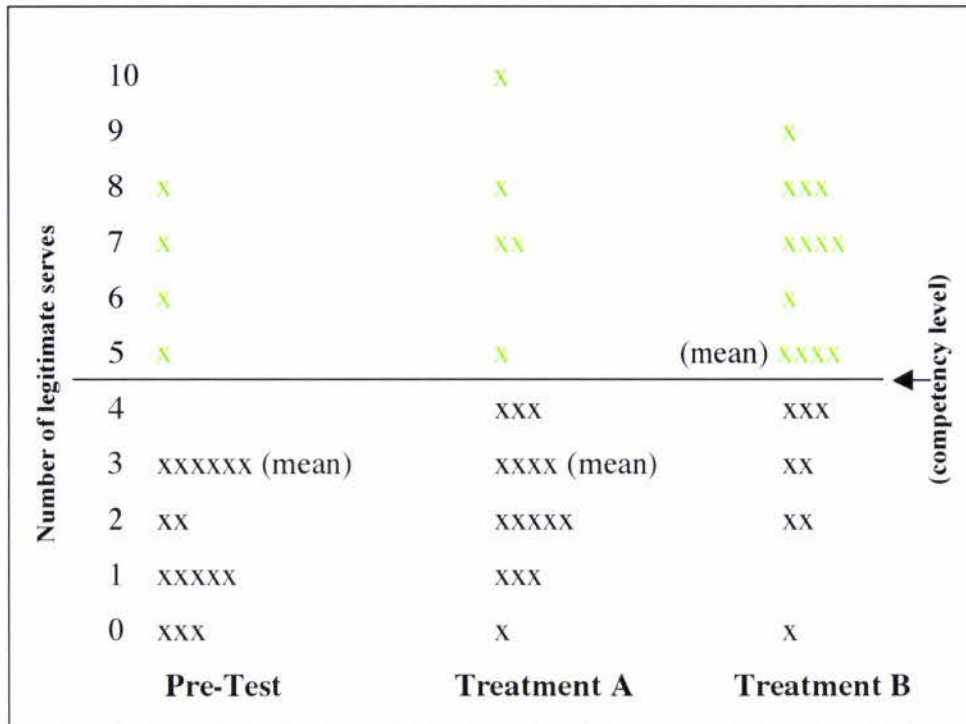 10 x
9 x
8 x x xxx
7 x xx xxxx
6 x x
5 x x (mean) xxxx
4 xxx xxx
3 xxxxxx (mean) xxxx (mean) xx
2 xx xxxxx xx
1 xxxxx xxx
0 xxx x x
Pre-Test Treatment A Treatment B
Number of legitimate serves
(competency level)